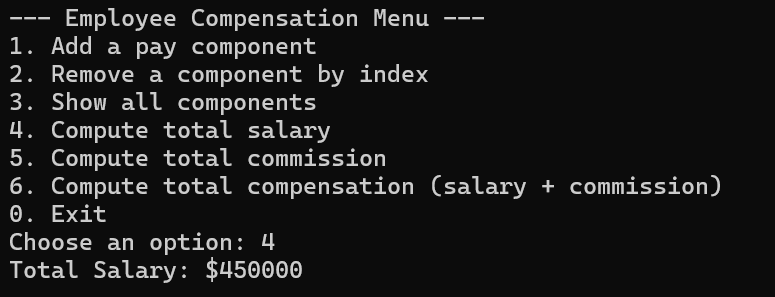 --- Employee Compensation Menu ---
1. Add a pay component
2. Remove a component by index
3. Show all components
4. Compute total salary
5. Compute total commission
6. Compute total compensation (salary + commission)
0. Exit
Choose an option: 4
Total Salary: $450000